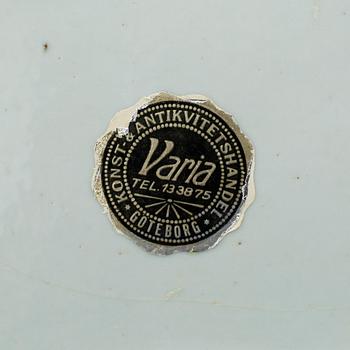 KONST- & ANTIKVITETSHANDEL
Varia
TEL. 13 38 75
* GÖTEBORG *